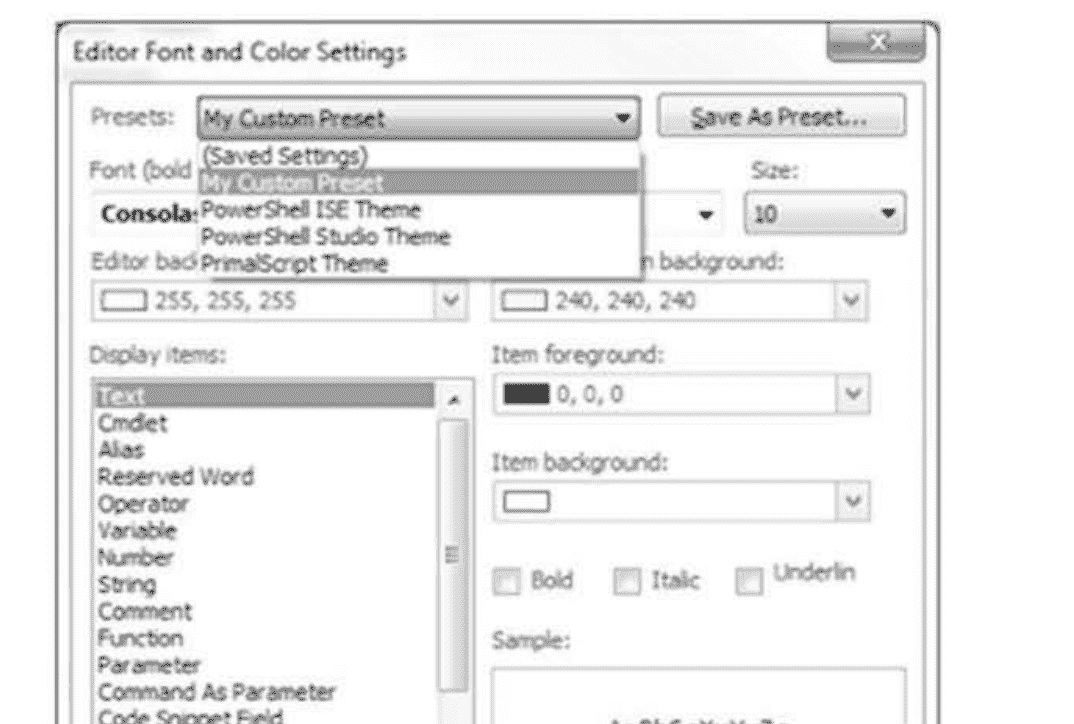 Editor Font and Color Settings
Presets: My Custom Preset Save As Preset...
(Saved Settings)
Font (bold My Custom Preset Size:
Consola PowerShell ISE Theme 10
PowerShell Studio Theme
Editor bac PrimalScript Theme n background:
255, 255, 255 240, 240, 240
Display items: Item foreground:
Text 0, 0, 0
Cmdlet
Alias
Reserved Word Item background:
Operator
Variable
Number
String Bold Italic Underlin
Comment
Function Sample:
Parameter
Command As Parameter
Code Snippet Field